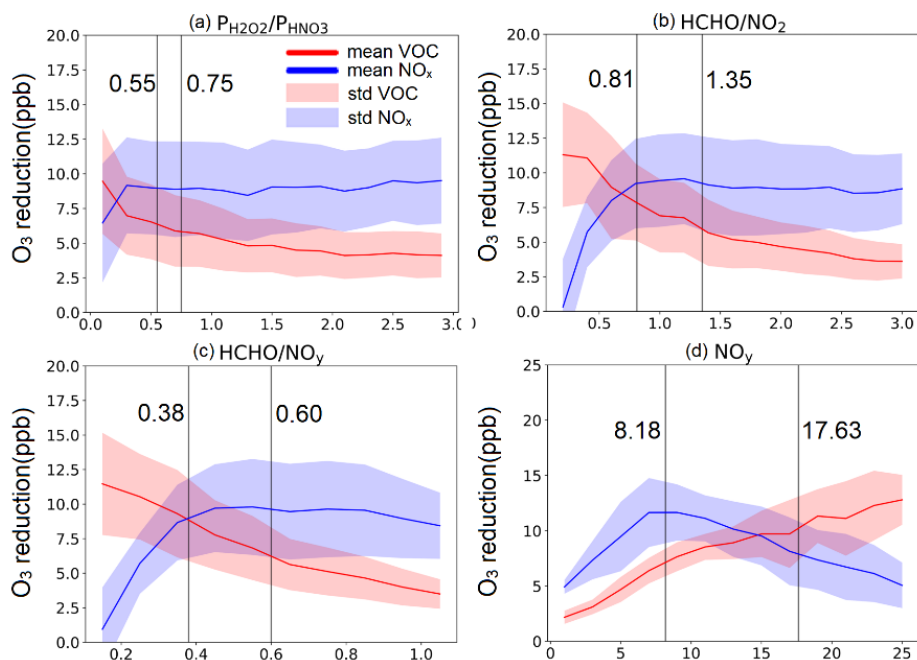 (a) P_H2O2/P_HNO3
20.0
17.5
15.0
12.5
10.0
7.5
5.0
2.5
0.0
O₃ reduction(ppb)
0.55
0.75
mean VOC
mean NOₓ
std VOC
std NOₓ
0.0 0.5 1.0 1.5 2.0 2.5 3.0
(b) HCHO/NO₂
20.0
17.5
15.0
12.5
10.0
7.5
5.0
2.5
0.0
O₃ reduction(ppb)
0.81
1.35
0.5 1.0 1.5 2.0 2.5 3.0
(c) HCHO/NOy
20.0
17.5
15.0
12.5
10.0
7.5
5.0
2.5
0.0
O₃ reduction(ppb)
0.38
0.60
0.2 0.4 0.6 0.8 1.0
(d) NOy
25
20
15
10
5
0
O₃ reduction(ppb)
8.18
17.63
0 5 10 15 20 25